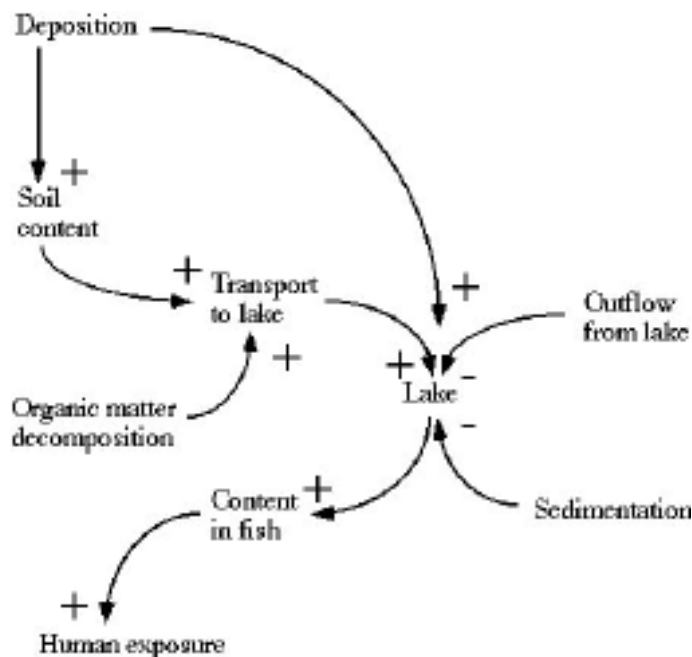 Deposition
+
Soil
content
+
Transport
to lake
+
Outflow
from lake
+
+
-
Lake
Organic matter
decomposition
-
Content
in fish
+
Sedimentation
+
Human exposure